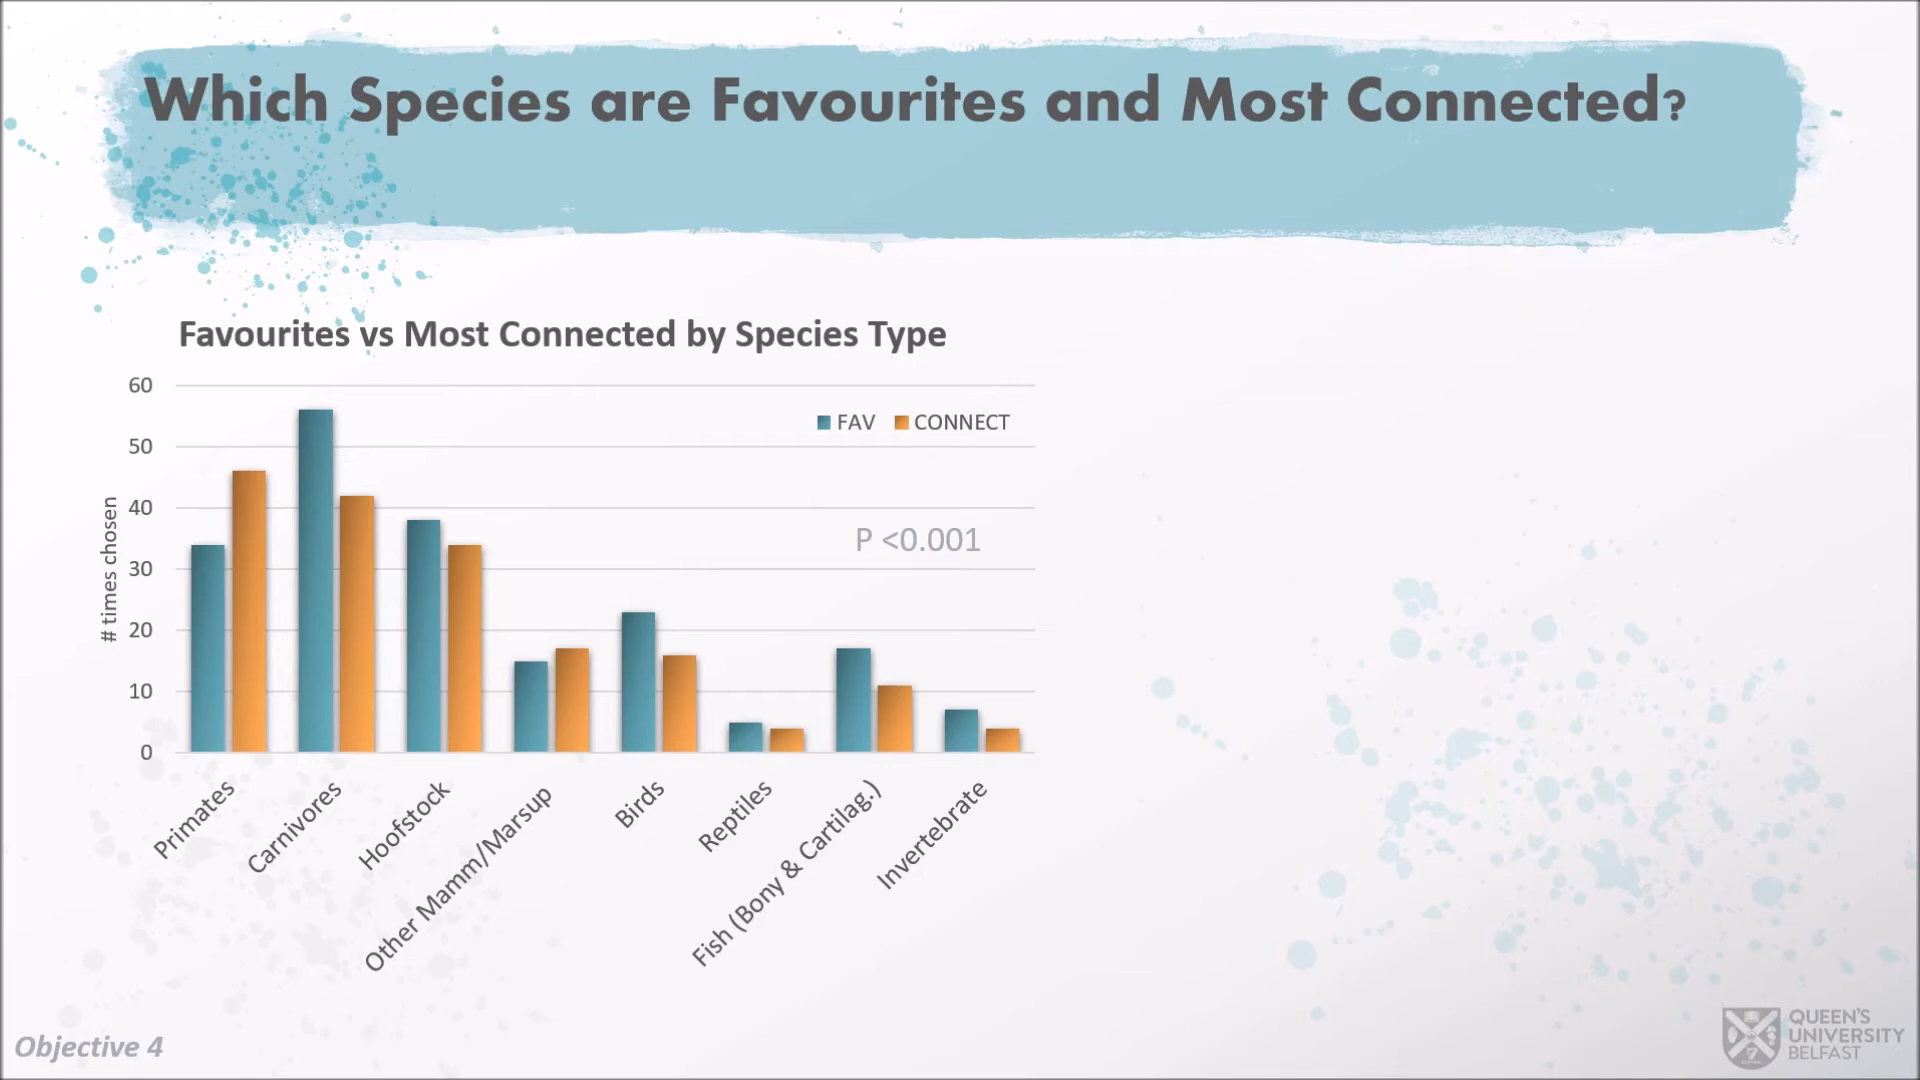 Which Species are Favourites and Most Connected?
Favourites vs Most Connected by Species Type
60
50
40
30
20
10
0
# times chosen
FAV
CONNECT
P <0.001
Primates
Carnivores
Hoofstock
Other Mamm/Marsup
Birds
Reptiles
Fish (Bony & Cartilag.)
Invertebrate
Objective 4
QUEEN'S
UNIVERSITY
BELFAST